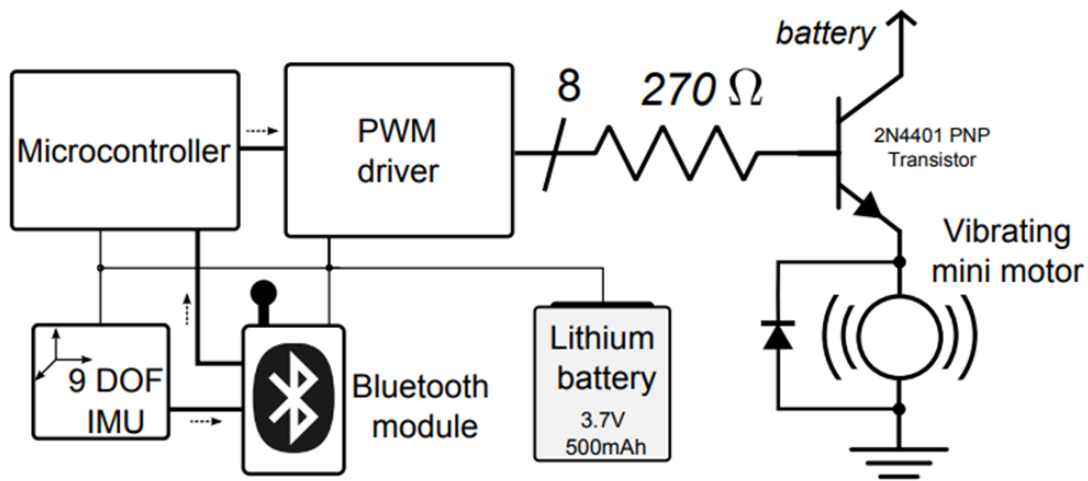 battery
8
270 Ω
Microcontroller
PWM
driver
2N4401 PNP
Transistor
Vibrating
mini motor
9 DOF
IMU
Bluetooth
module
Lithium
battery
3.7V
500mAh